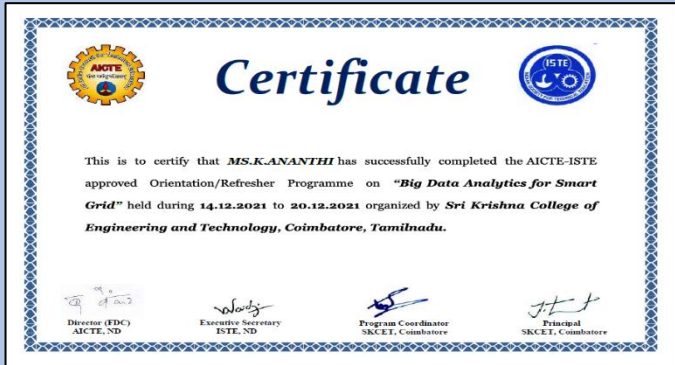 AICTE
Certificate
ISTE
This is to certify that MS.K.ANANTHI has successfully completed the AICTE-ISTE
approved Orientation/Refresher Programme on "Big Data Analytics for Smart
Grid" held during 14.12.2021 to 20.12.2021 organized by Sri Krishna College of
Engineering and Technology, Coimbatore, Tamilnadu.
Director (FDC)
AICTE, ND
Executive Secretary
ISTE, ND
Program Coordinator
SKCET, Coimbatore
Principal
SKCET, Coimbatore